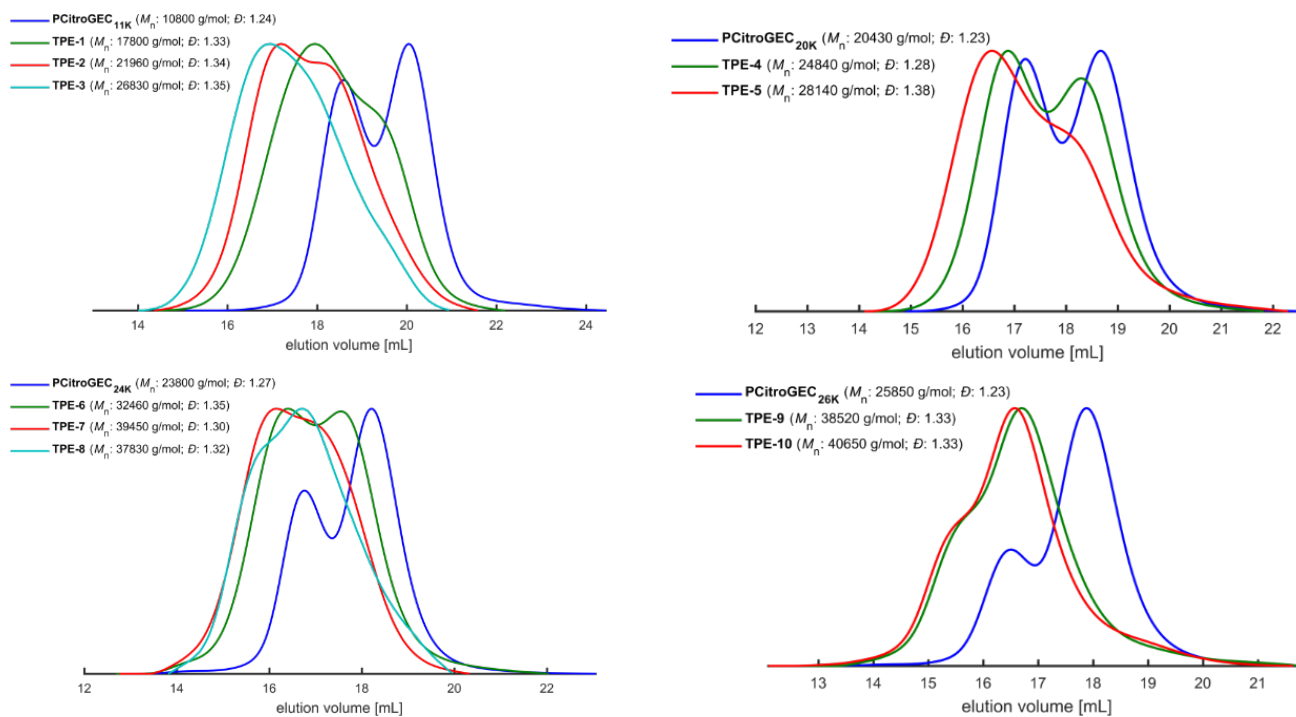 PCitroGEC11K (Mn: 10800 g/mol; Đ: 1.24)
TPE-1 (Mn: 17800 g/mol; Đ: 1.33)
TPE-2 (Mn: 21960 g/mol; Đ: 1.34)
TPE-3 (Mn: 26830 g/mol; Đ: 1.35)
14 16 18 20 22 24
elution volume [mL]
PCitroGEC20K (Mn: 20430 g/mol; Đ: 1.23)
TPE-4 (Mn: 24840 g/mol; Đ: 1.28)
TPE-5 (Mn: 28140 g/mol; Đ: 1.38)
12 13 14 15 16 17 18 19 20 21 22
elution volume [mL]
PCitroGEC24K (Mn: 23800 g/mol; Đ: 1.27)
TPE-6 (Mn: 32460 g/mol; Đ: 1.35)
TPE-7 (Mn: 39450 g/mol; Đ: 1.30)
TPE-8 (Mn: 37830 g/mol; Đ: 1.32)
12 14 16 18 20 22
elution volume [mL]
PCitroGEC26K (Mn: 25850 g/mol; Đ: 1.23)
TPE-9 (Mn: 38520 g/mol; Đ: 1.33)
TPE-10 (Mn: 40650 g/mol; Đ: 1.33)
13 14 15 16 17 18 19 20 21
elution volume [mL]